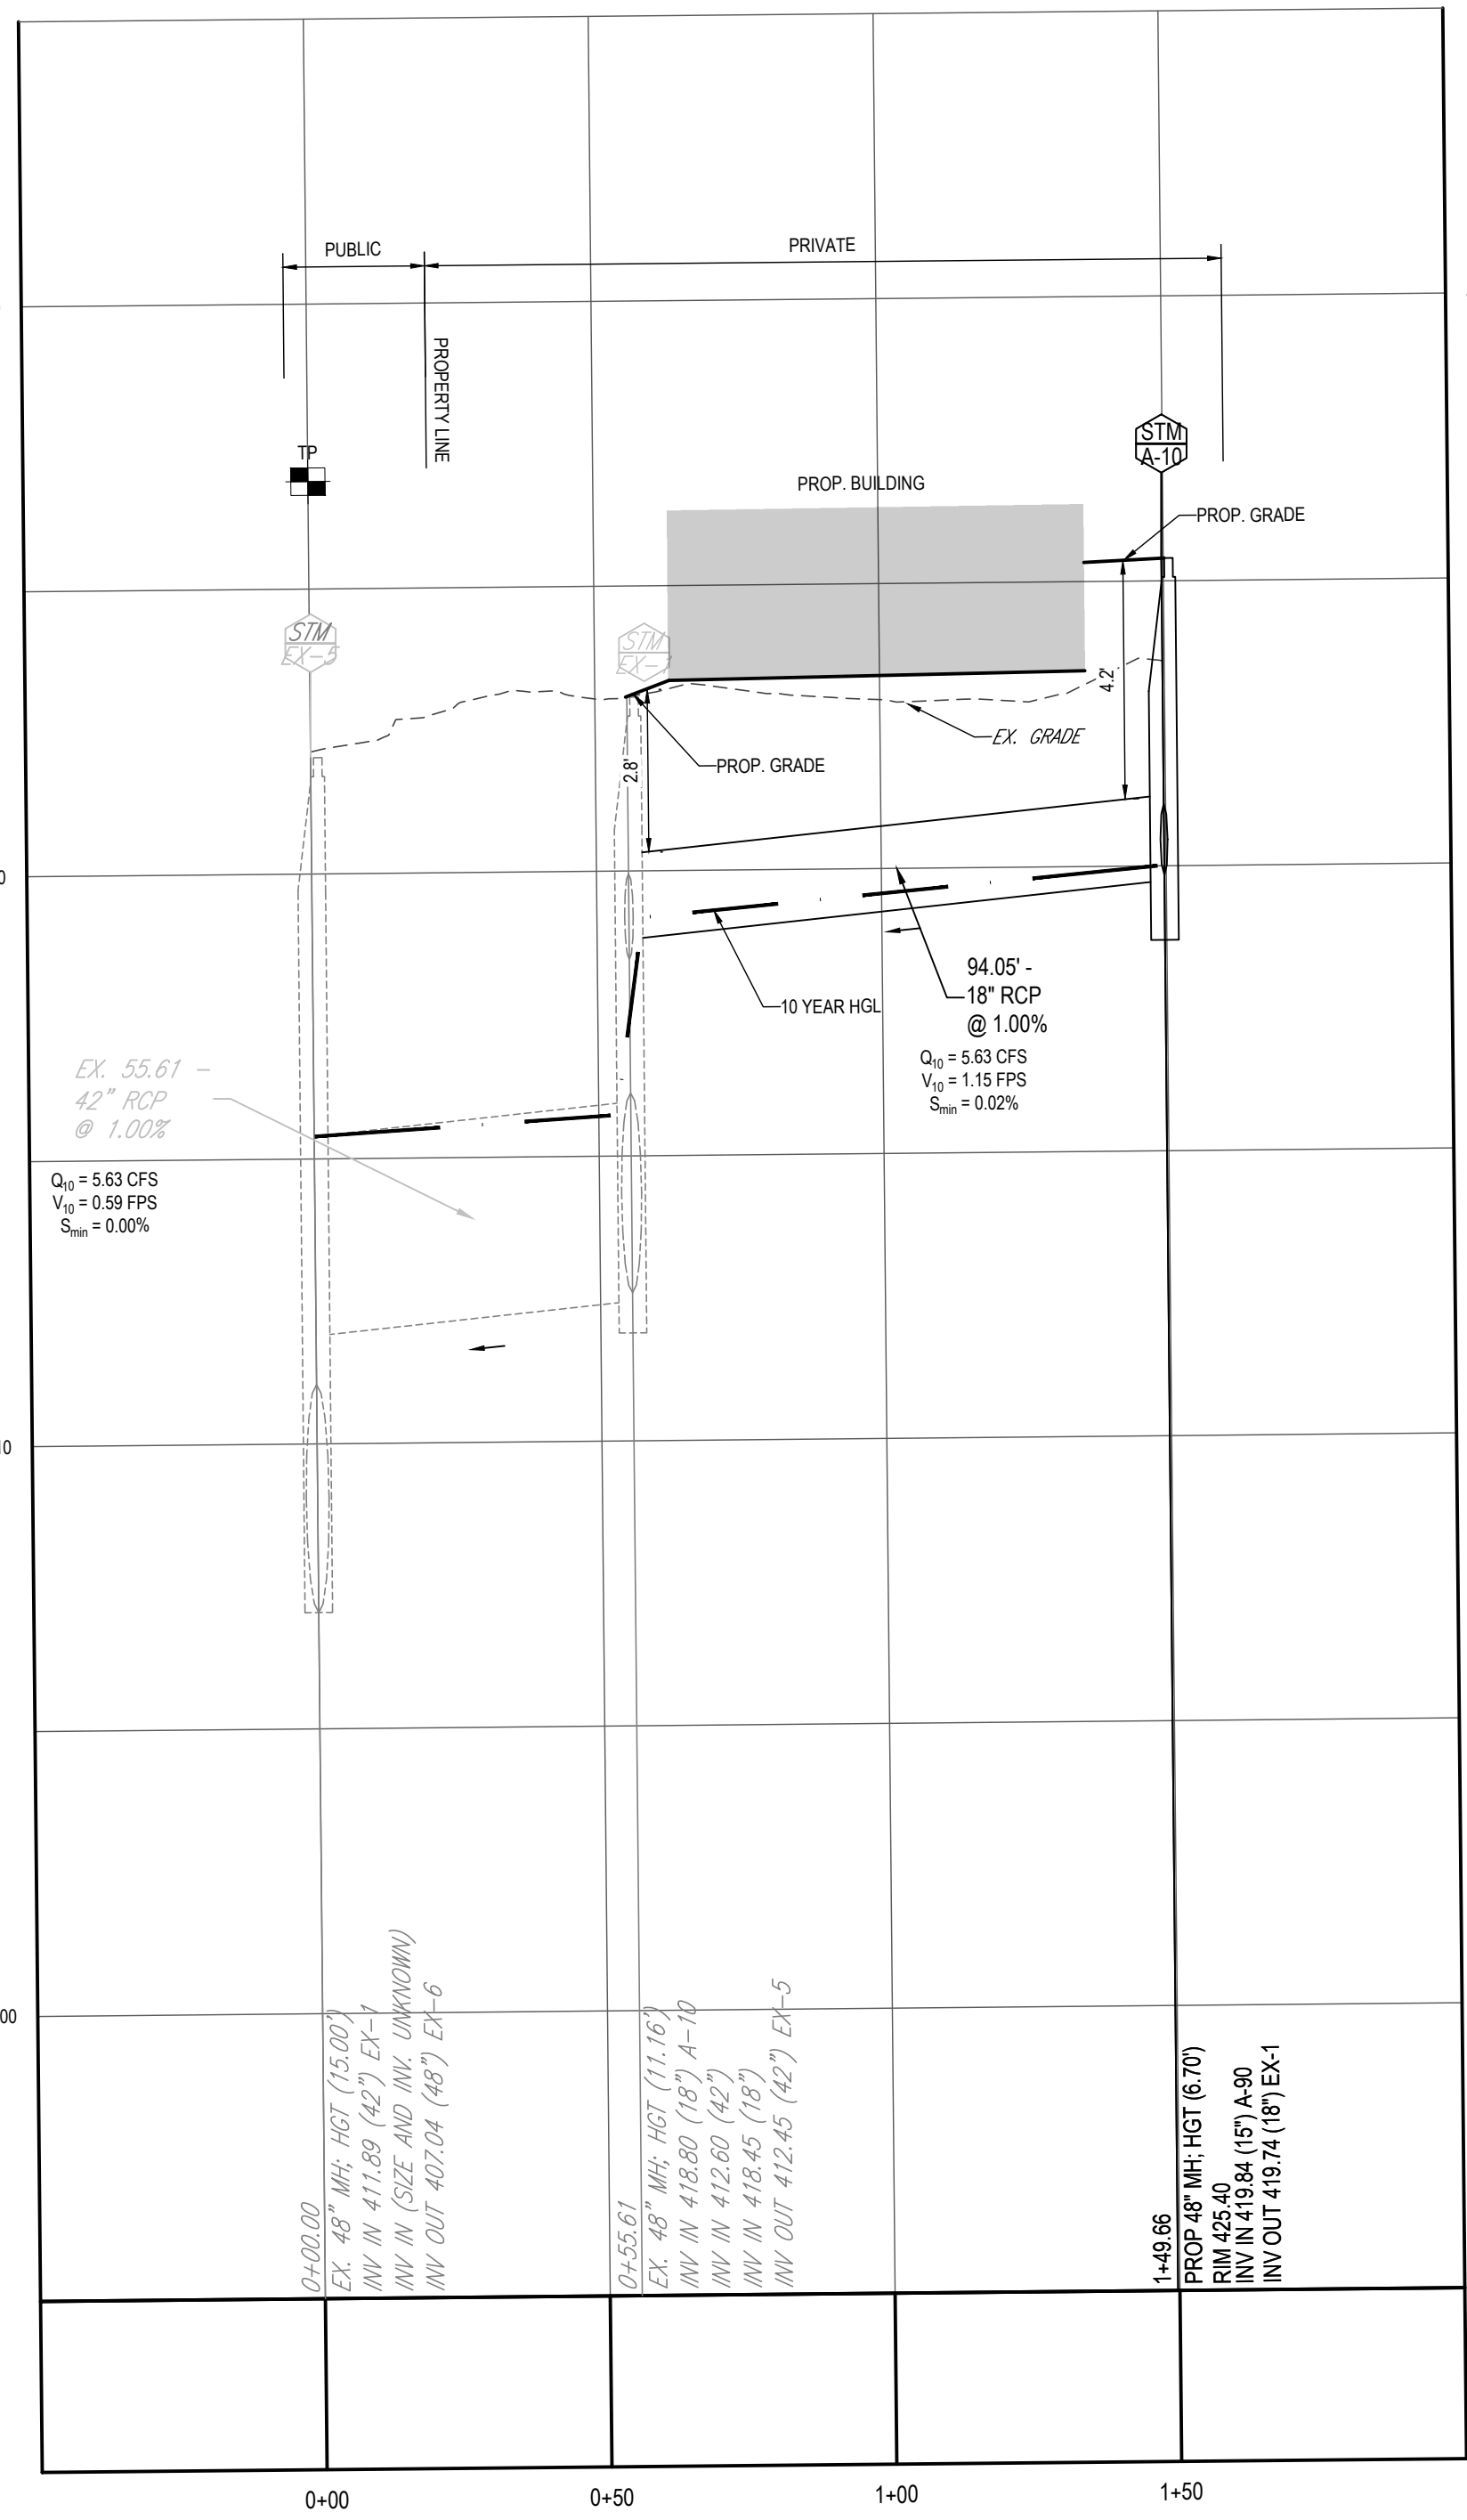 PUBLIC
PRIVATE
PROPERTY LINE
TP
STM
A-10
PROP. BUILDING
PROP. GRADE
STM
EX-5
STM
EX-1
4.2'
EX. GRADE
2.8'
PROP. GRADE
0
94.05' -
18" RCP
@ 1.00%
10 YEAR HGL
Q10 = 5.63 CFS
V10 = 1.15 FPS
Smin = 0.02%
EX. 55.61 -
42" RCP
@ 1.00%
Q10 = 5.63 CFS
V10 = 0.59 FPS
Smin = 0.00%
0
00
0+00.00
EX. 48" MH; HGT (15.00')
INV IN 411.89 (42") EX-1
INV IN (SIZE AND INV. UNKNOWN)
INV OUT 407.04 (48") EX-6
0+55.61
EX. 48" MH; HGT (11.16')
INV IN 418.80 (18") A-10
INV IN 412.60 (42")
INV IN 418.45 (18")
INV OUT 412.45 (42") EX-5
1+49.66
PROP 48" MH; HGT (6.70')
RIM 425.40
INV IN 419.84 (15") A-90
INV OUT 419.74 (18") EX-1
0+00
0+50
1+00
1+50